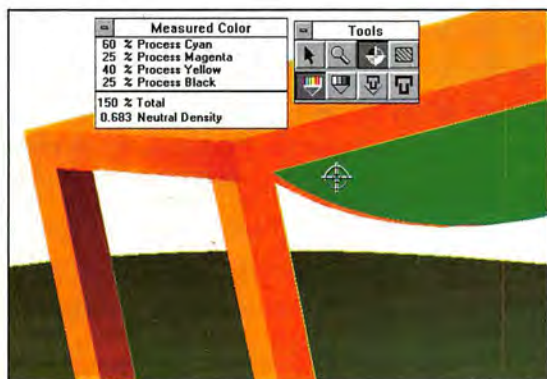 Measured Color
60 % Process Cyan
25 % Process Magenta
40 % Process Yellow
25 % Process Black
150 % Total
0.683 Neutral Density
Tools